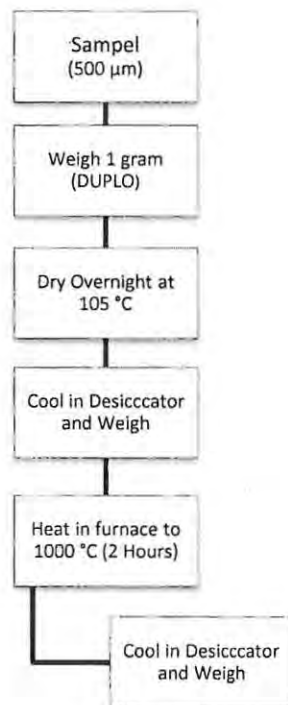 Sampel
(500 µm)
Weigh 1 gram
(DUPLO)
Dry Overnight at
105 °C
Cool in Desicccator
and Weigh
Heat in furnace to
1000 °C (2 Hours)
Cool in Desicccator
and Weigh